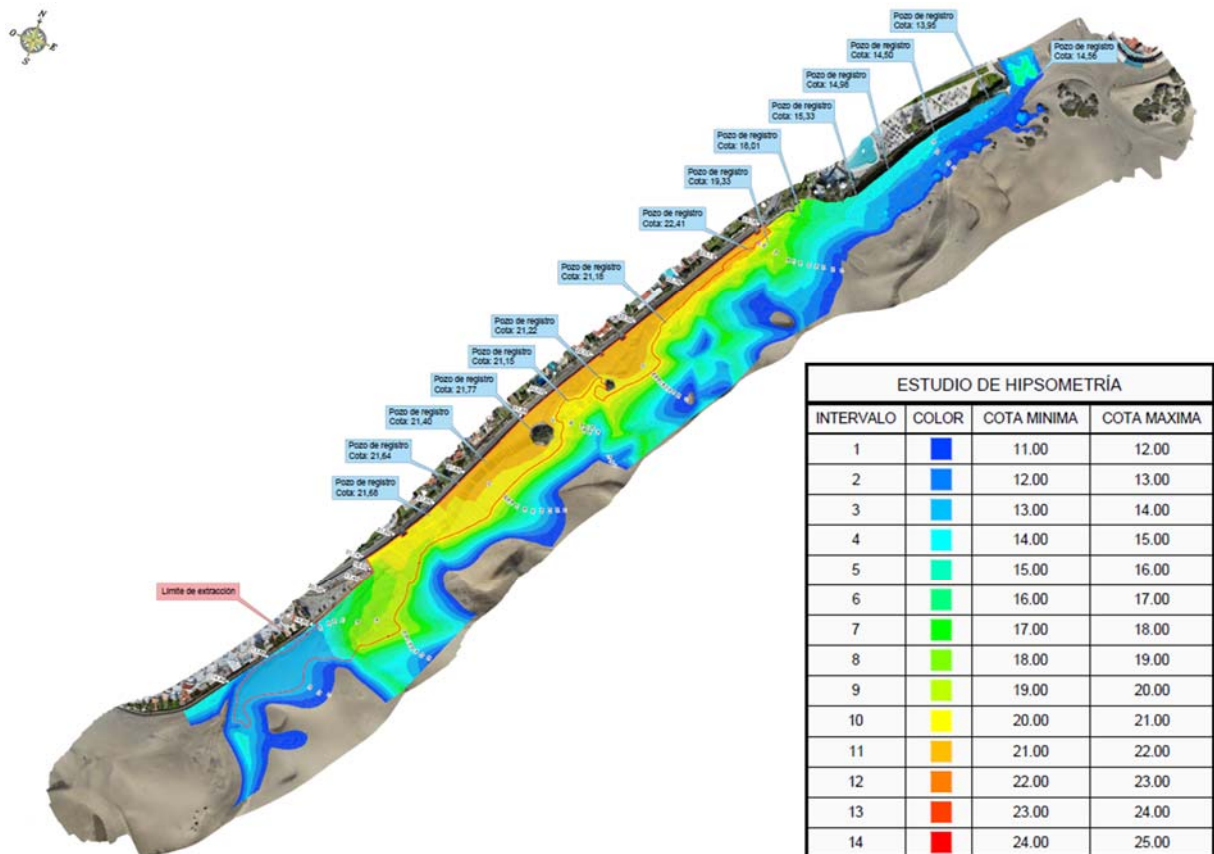 N
O
E
S
Pozo de registro
13,95
Pozo de registro
Cota: 14,50
Pozo de registro
Cota: 14,56
Pozo de registro
Cota: 14,98
Pozo de registro
Cota: 15,33
Pozo de registro
Cota: 18,01
Pozo de registro
Cota: 19,33
Pozo de registro
Cota: 22,41
Pozo de registro
Cota: 21,18
Pozo de registro
Cota: 21,22
Pozo de registro
Cota: 21,15
Pozo de registro
Cota: 21,77
Pozo de registro
Cota: 21,40
Pozo de registro
Cota: 21,64
Pozo de registro
Cota: 21,68
Límite de extracción
ESTUDIO DE HIPSOMETRÍA
INTERVALO COLOR COTA MINIMA COTA MAXIMA
1 11.00 12.00
2 12.00 13.00
3 13.00 14.00
4 14.00 15.00
5 15.00 16.00
6 16.00 17.00
7 17.00 18.00
8 18.00 19.00
9 19.00 20.00
10 20.00 21.00
11 21.00 22.00
12 22.00 23.00
13 23.00 24.00
14 24.00 25.00